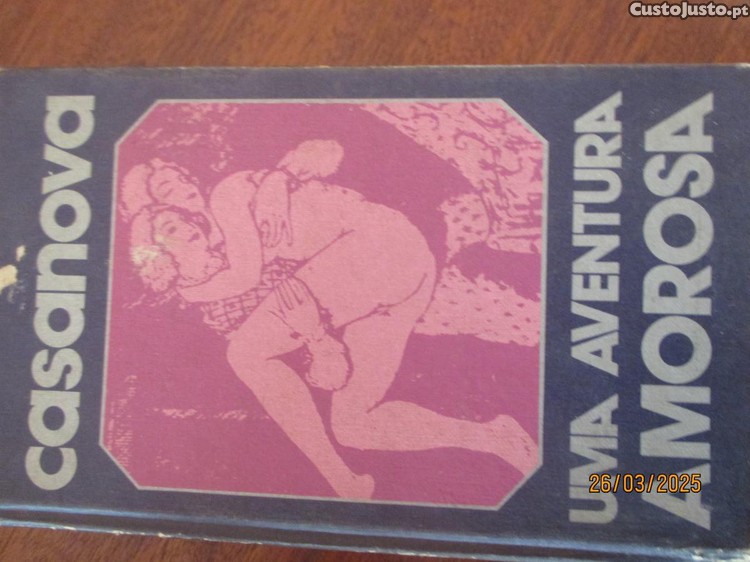 CustoJusto.pt
casanova
UMA AVENTURA
AMOROSA
26/03/2025